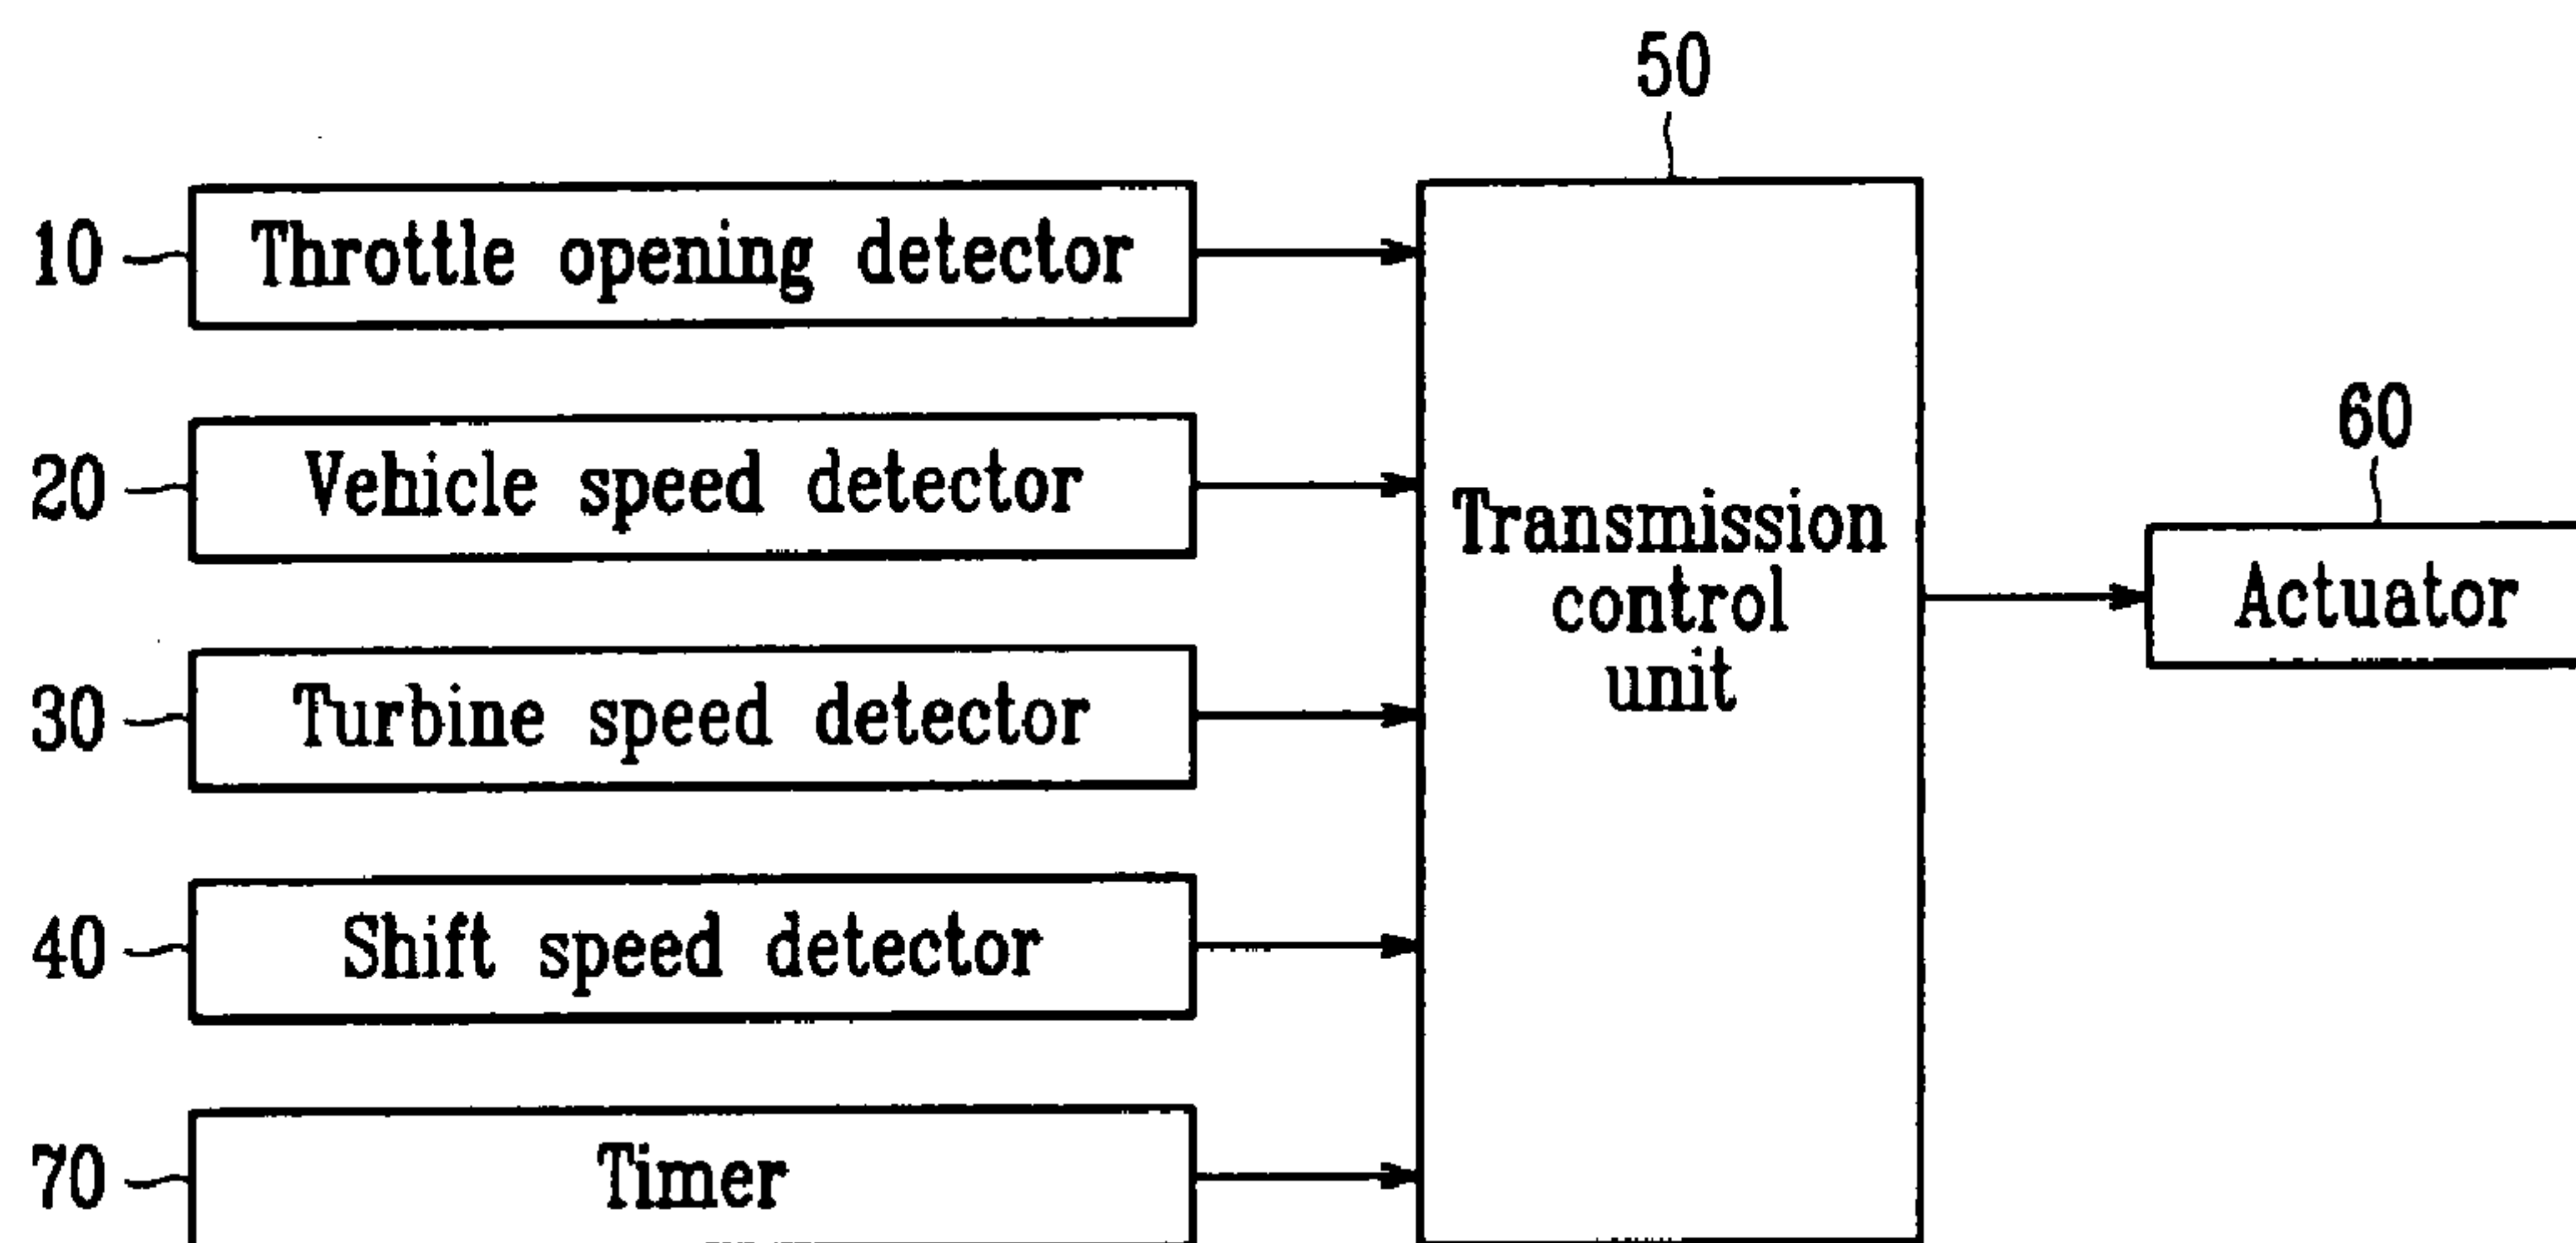 50
10 Throttle opening detector
20 Vehicle speed detector
60
Transmission
control
unit
Actuator
30 Turbine speed detector
40 Shift speed detector
70 Timer